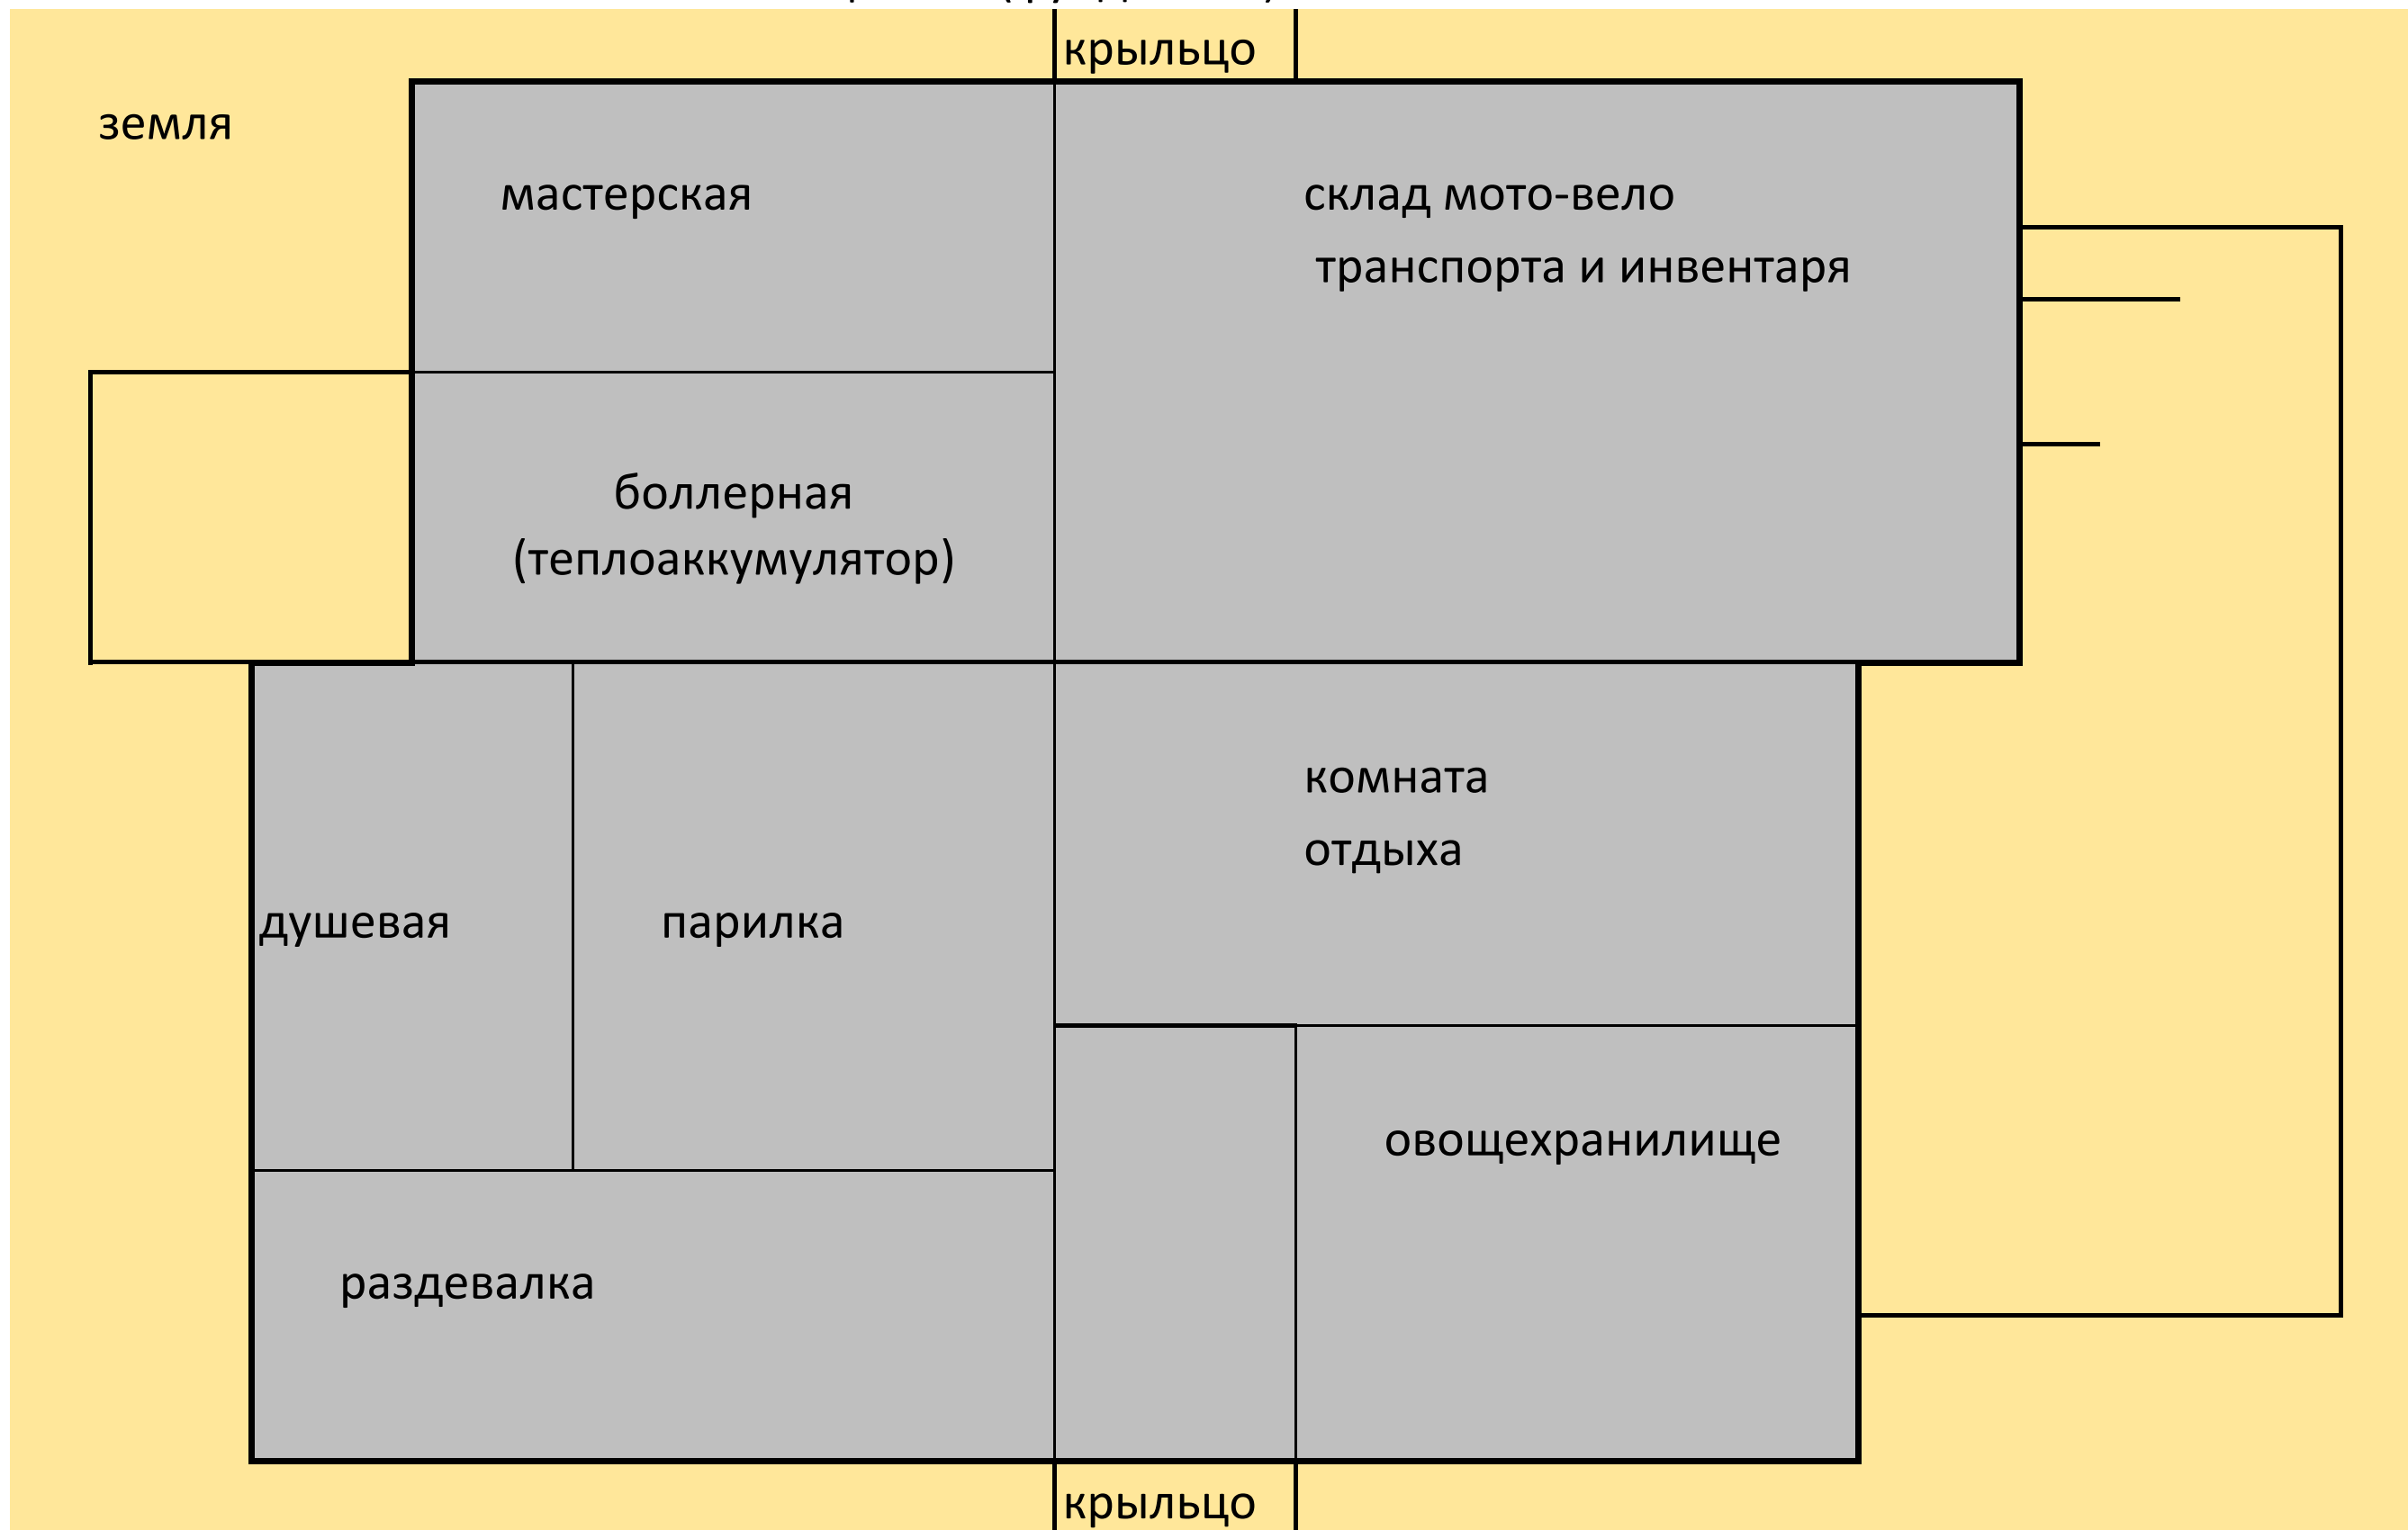 крыльцо
земля
мастерская
склад мото-вело
транспорта и инвентаря
боллерная
(теплоаккумулятор)
комната
отдыха
душевая
парилка
овощехранилище
раздевалка
крыльцо